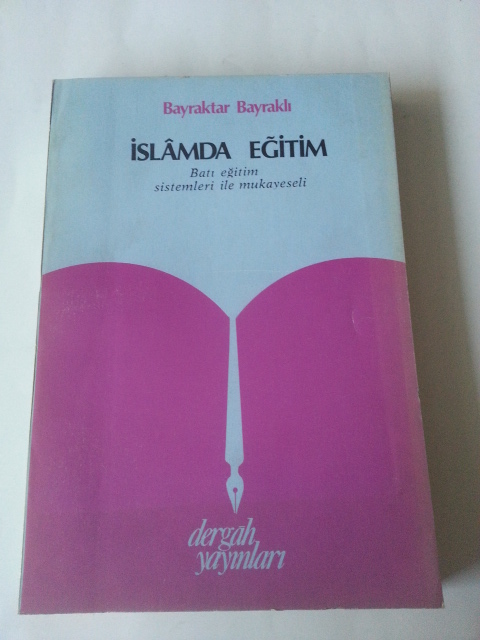 Bayraktar Bayraklı
İSLÂMDA EĞİTİM
Batı eğitim
sistemleri ile mukayeseli
dergâh
yayınları